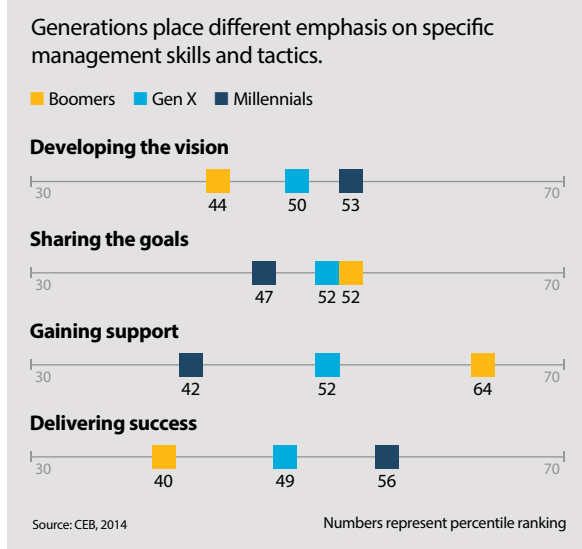 Generations place different emphasis on specific
management skills and tactics.
Boomers Gen X Millennials
Developing the vision
30 70
44 50 53
Sharing the goals
30 70
47 52 52
Gaining support
30 70
42 52 64
Delivering success
30 70
40 49 56
Source: CEB, 2014 Numbers represent percentile ranking